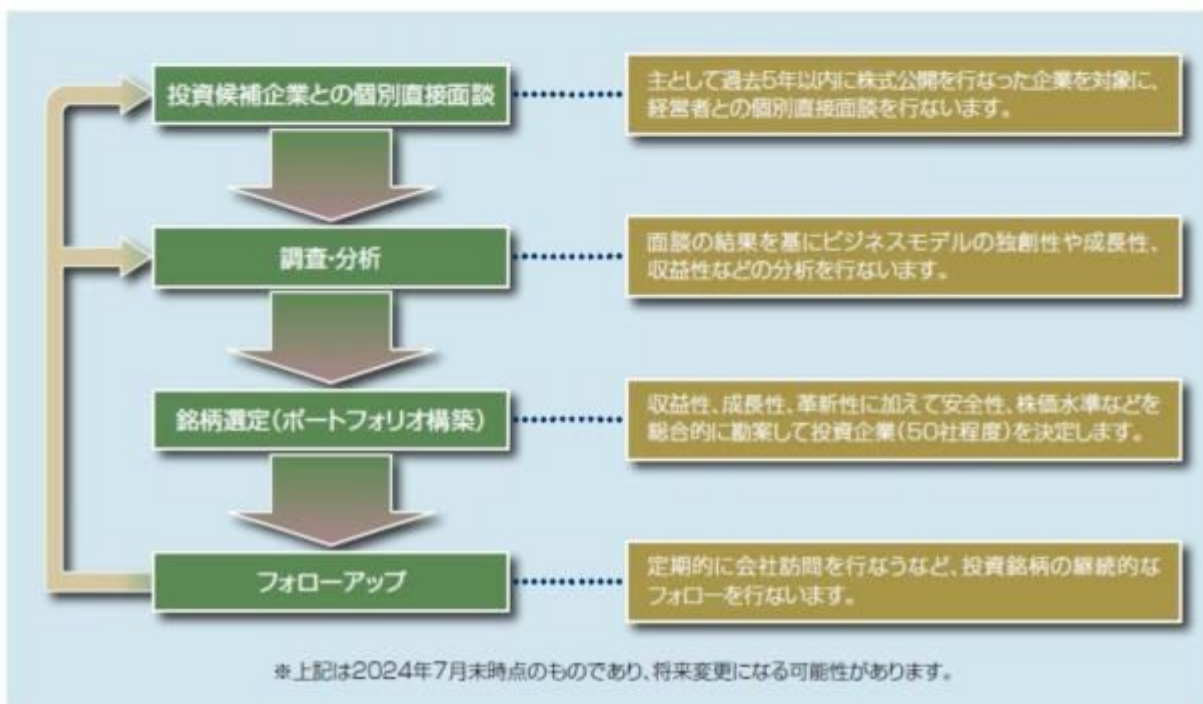 投資候補企業との個別直接面談
主として過去5年以内に株式公開を行なった企業を対象に、
経営者との個別直接面談を行ないます。
調査・分析
面談の結果を基にビジネスモデルの独創性や成長性、
収益性などの分析を行ないます。
銘柄選定(ポートフォリオ構築)
収益性、成長性、革新性に加えて安全性、株価水準などを
総合的に勘案して投資企業(50社程度)を決定します。
フォローアップ
定期的に会社訪問を行なうなど、投資銘柄の継続的な
フォローを行ないます。
※上記は2024年7月末時点のものであり、将来変更になる可能性があります。